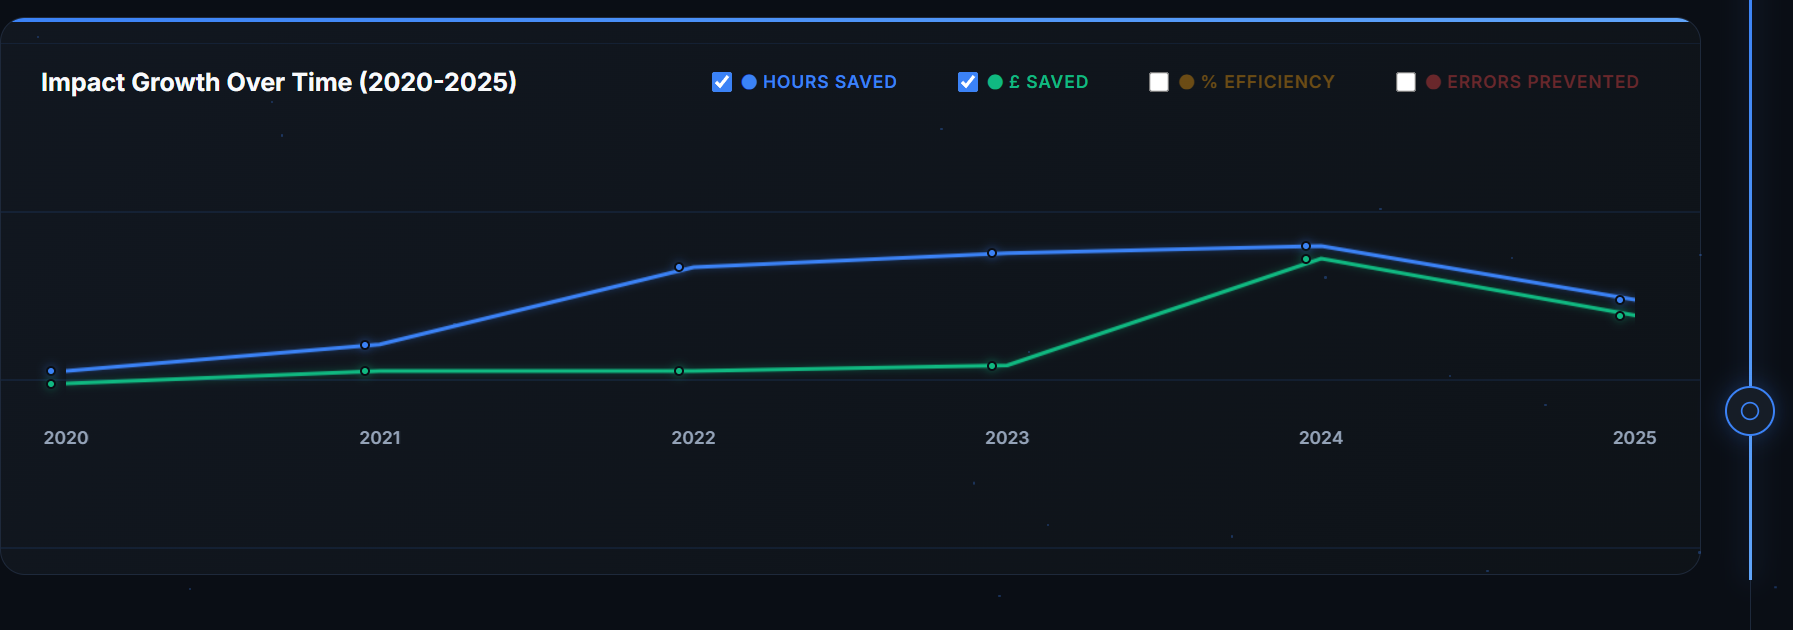 Impact Growth Over Time (2020-2025)
HOURS SAVED
£ SAVED
% EFFICIENCY
ERRORS PREVENTED
2020 2021 2022 2023 2024 2025